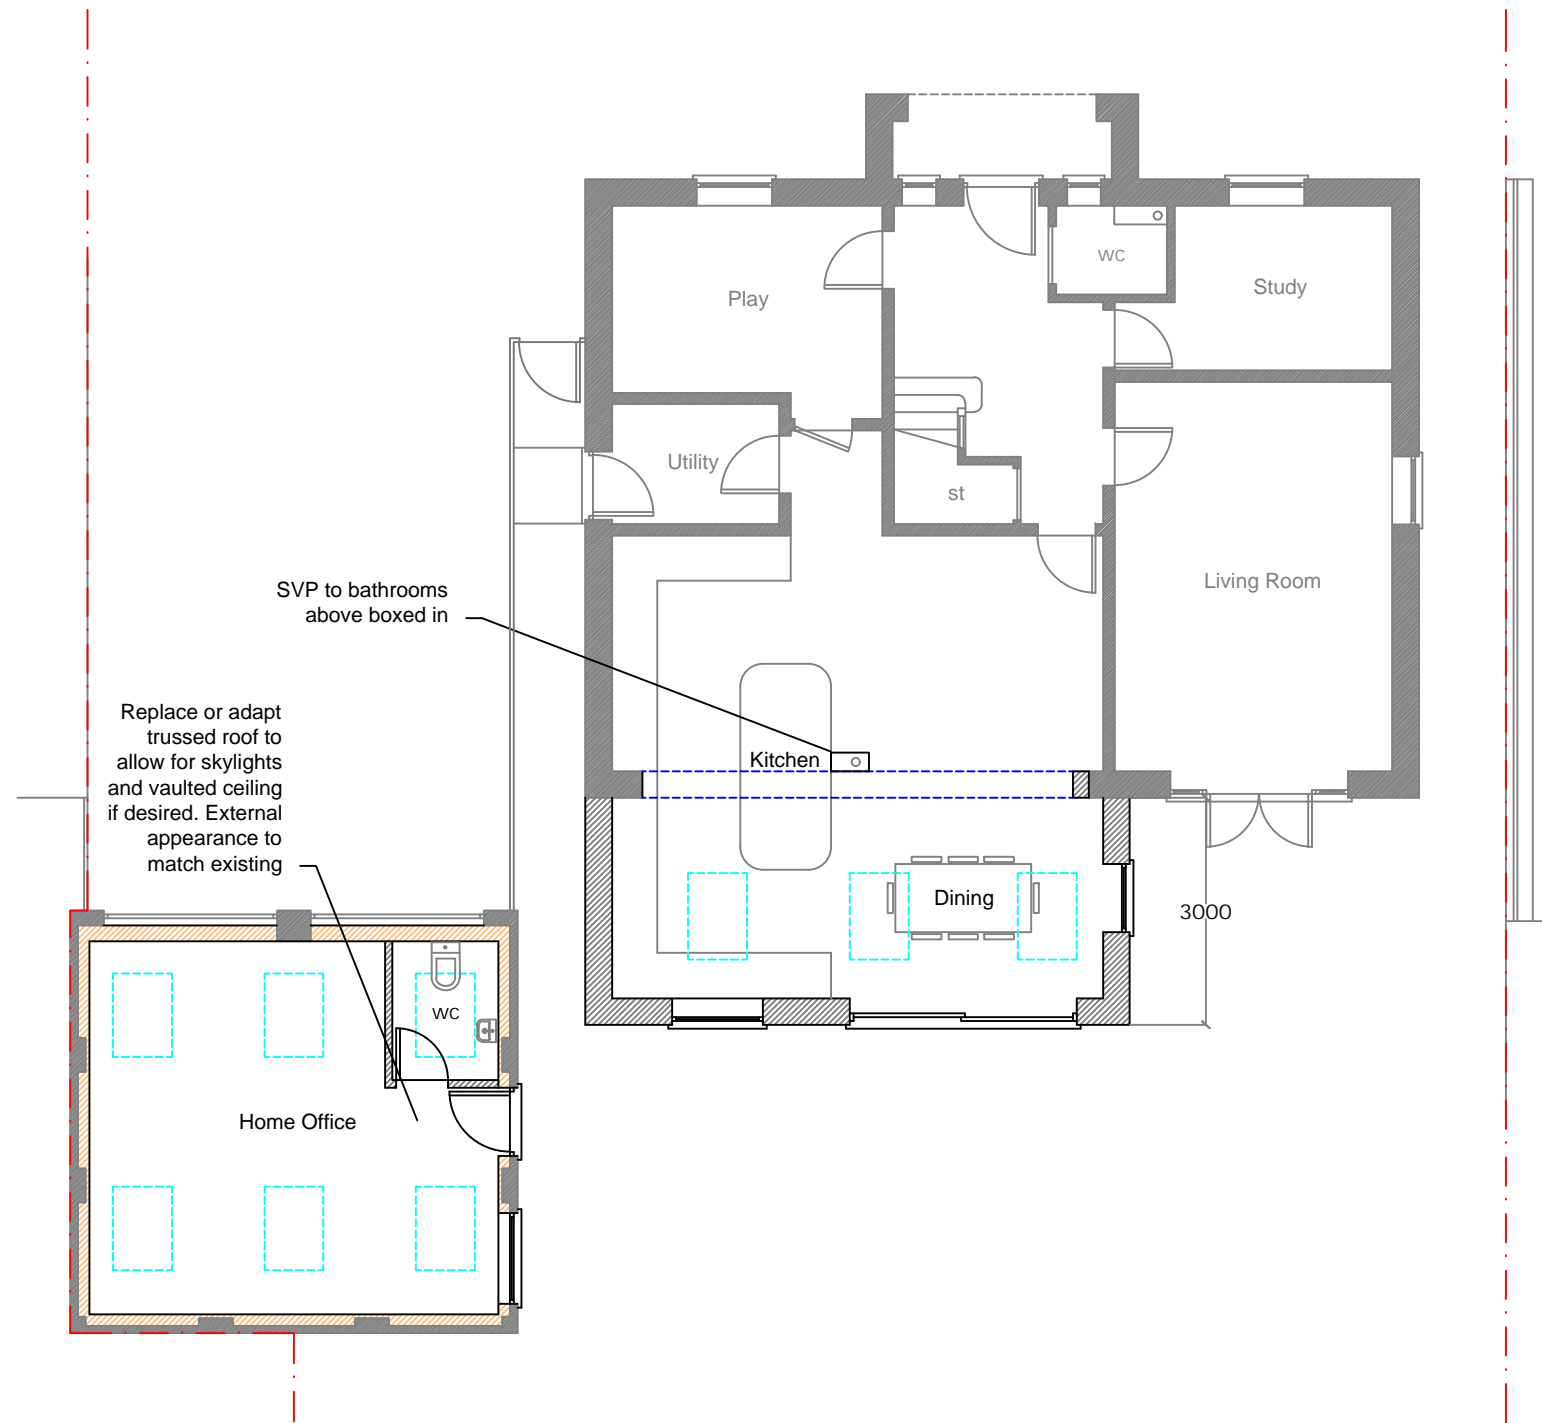 wc
Study
Play
Utility
st
Living Room
SVP to bathrooms
above boxed in
Replace or adapt
trussed roof to
allow for skylights
and vaulted ceiling
if desired. External
appearance to
match existing
Kitchen
Dining
3000
wc
Home Office